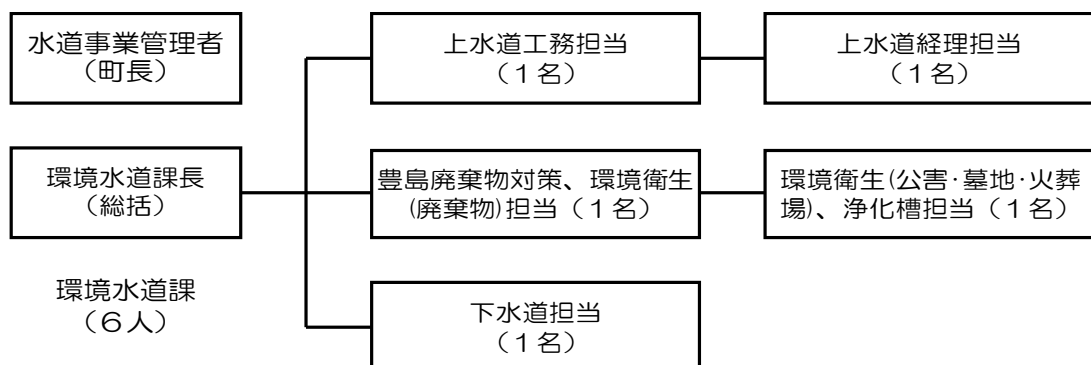 水道事業管理者
（町長）
上水道工務担当
（１名）
上水道経理担当
（１名）
環境水道課長
（総括）
豊島廃棄物対策、環境衛生
(廃棄物)担当（１名）
環境衛生(公害･墓地･火葬
場)、浄化槽担当（１名）
環境水道課
（６人）
下水道担当
（１名）